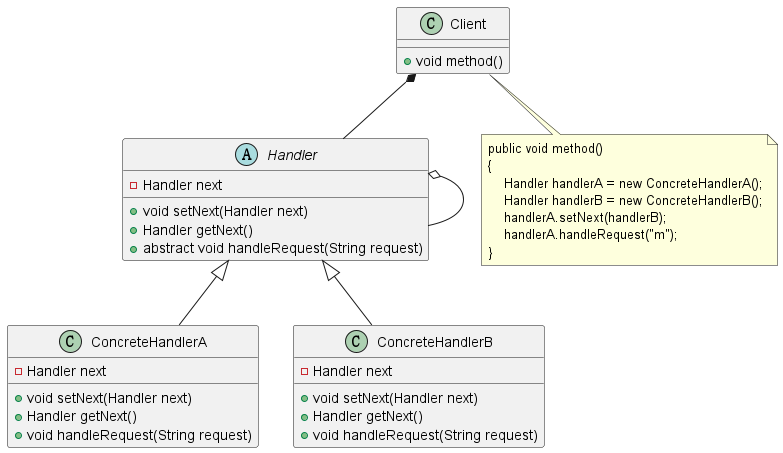 C Client
void method()
public void method()
{
Handler handlerA = new ConcreteHandlerA();
Handler handlerB = new ConcreteHandlerB();
handlerA.setNext(handlerB);
handlerA.handleRequest("m");
}
A Handler
Handler next
void setNext(Handler next)
Handler getNext()
abstract void handleRequest(String request)
C ConcreteHandlerA
Handler next
void setNext(Handler next)
Handler getNext()
void handleRequest(String request)
C ConcreteHandlerB
Handler next
void setNext(Handler next)
Handler getNext()
void handleRequest(String request)